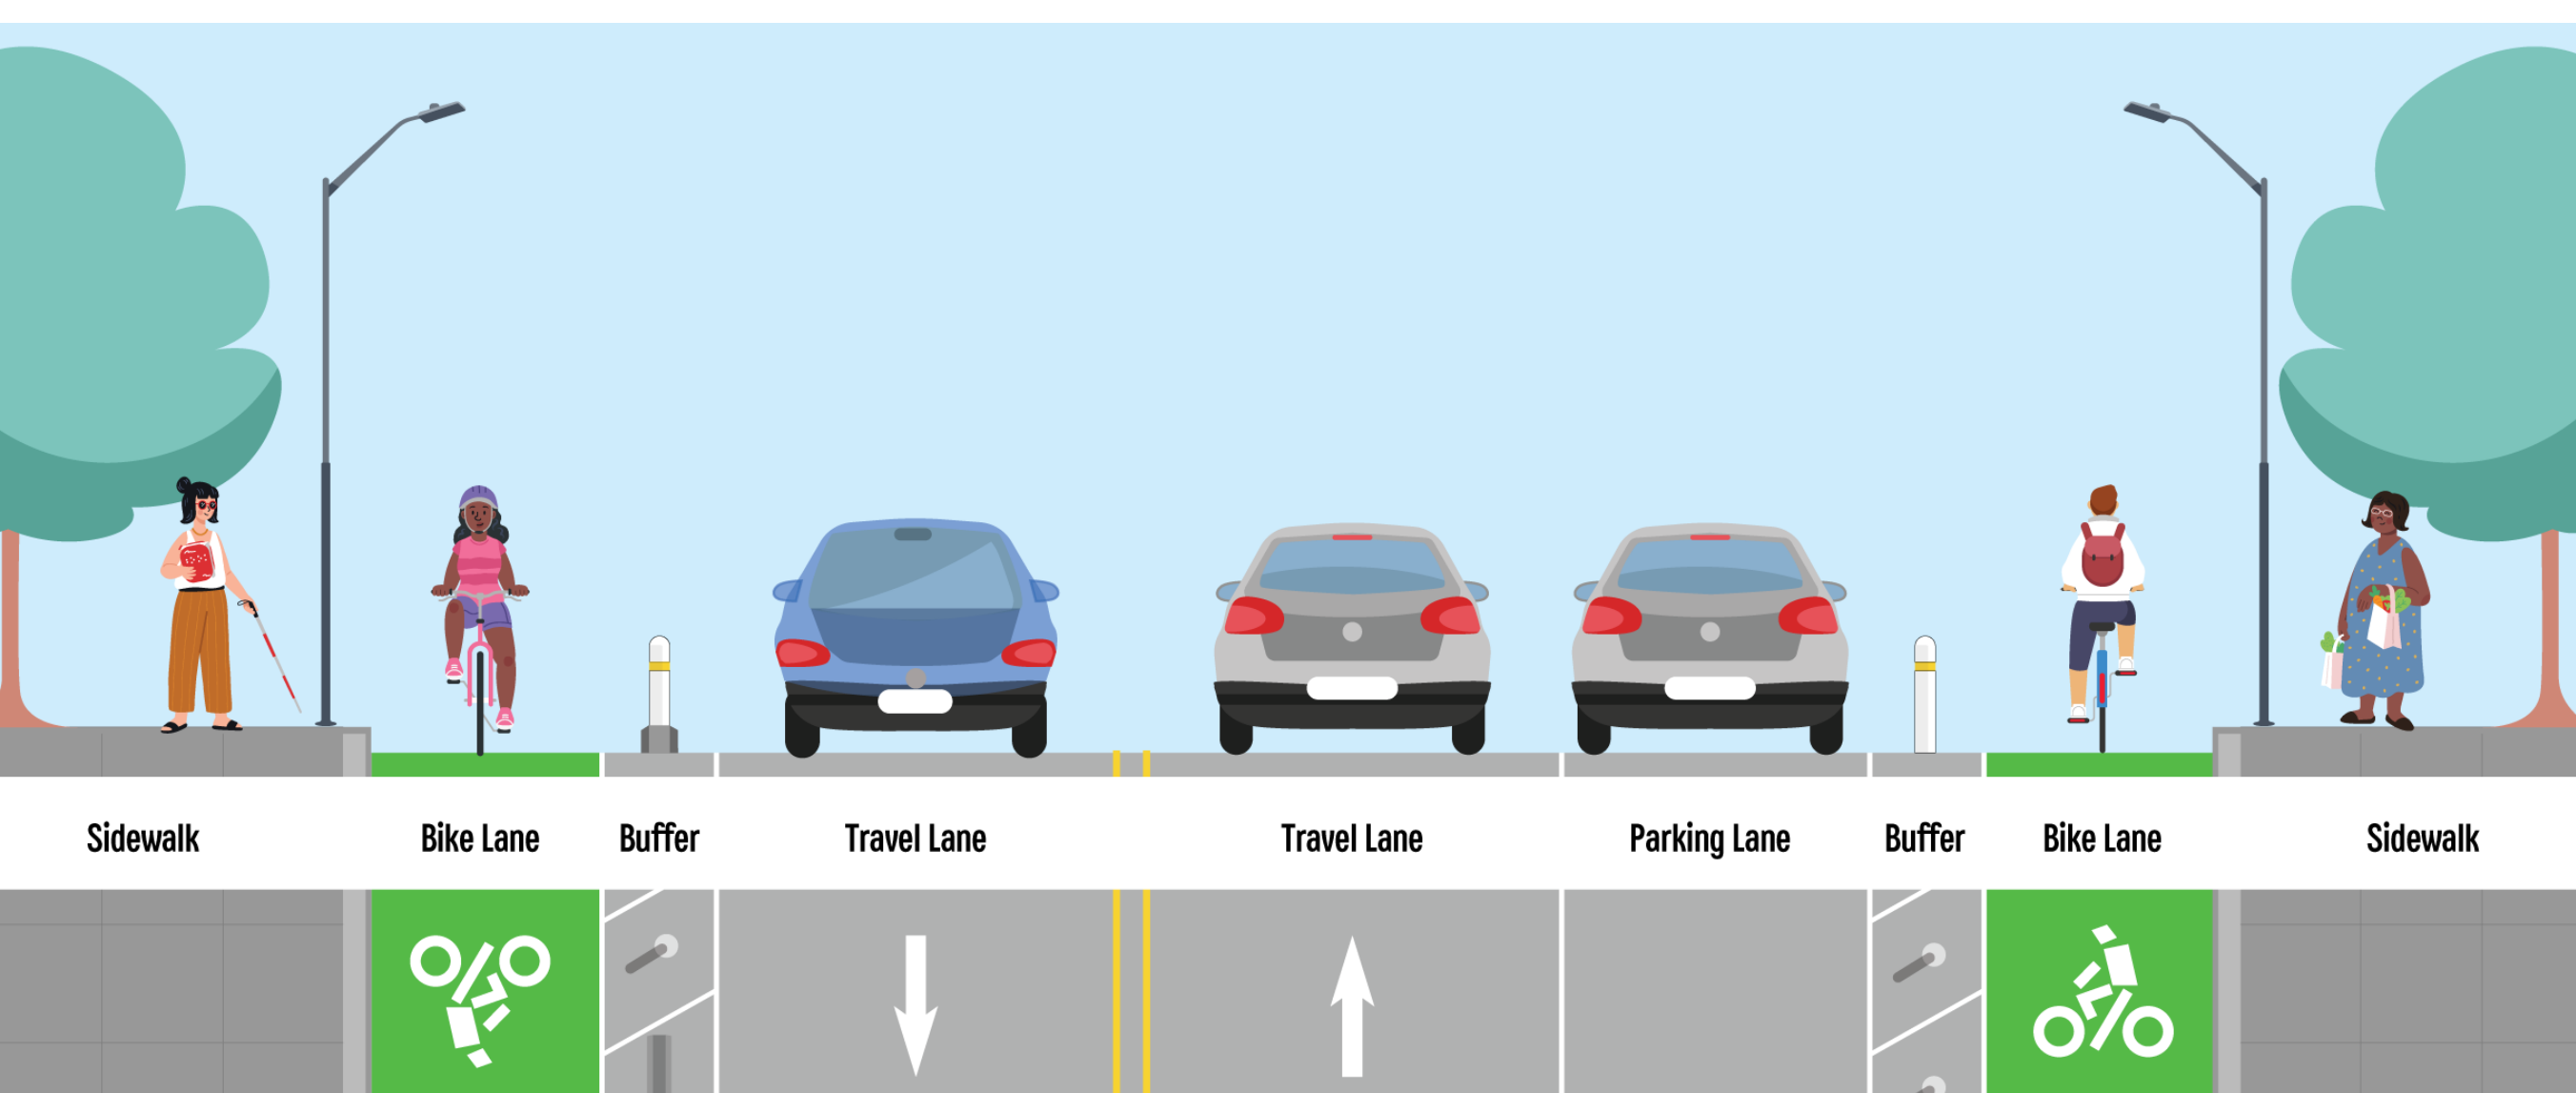 Sidewalk
Bike Lane
Buffer
Travel Lane
Travel Lane
Parking Lane
Buffer
Bike Lane
Sidewalk